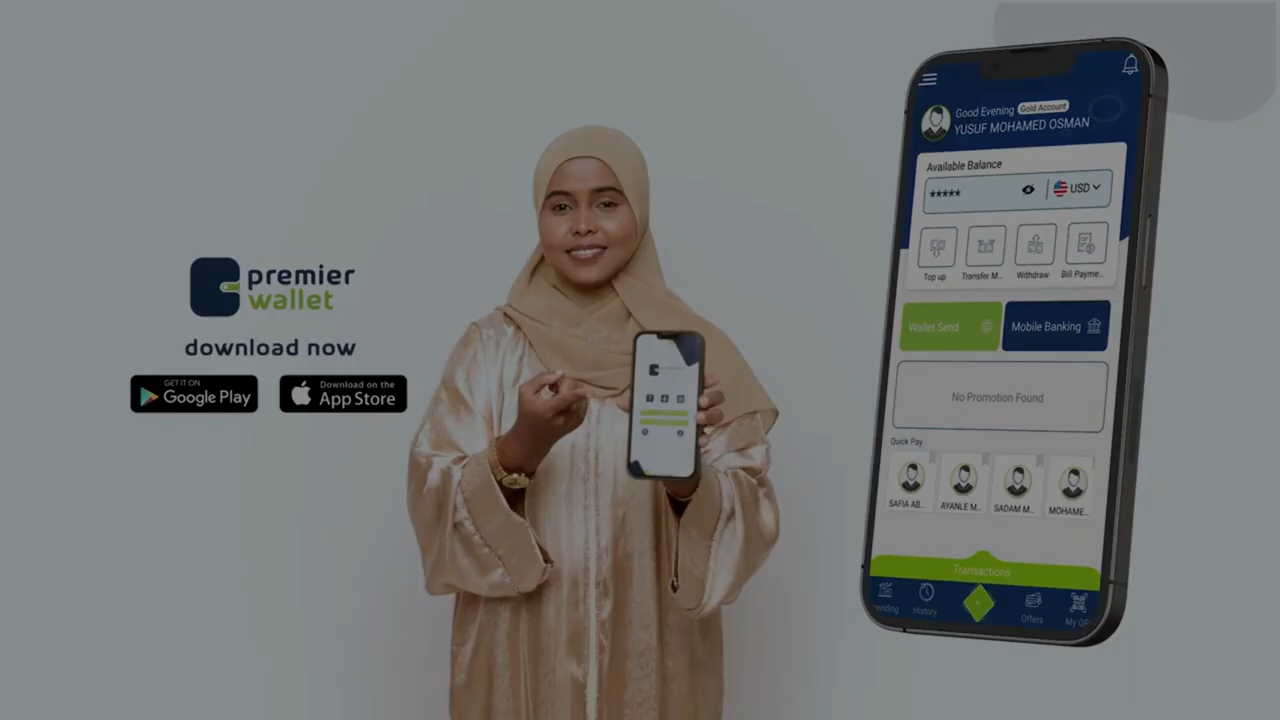 premier
wallet
download now
GET IT ON
Google Play
Download on the
App Store
Good Evening Gold Account
YUSUF MOHAMED OSMAN
Available Balance
*****
USD
Top up
Transfer M...
Withdraw
Bill Payme...
Wallet Send
Mobile Banking
No Promotion Found
Quick Pay
SAFIA AB...
AYANLE M...
SADAM M...
MOHAME...
Transactions
History
Offers